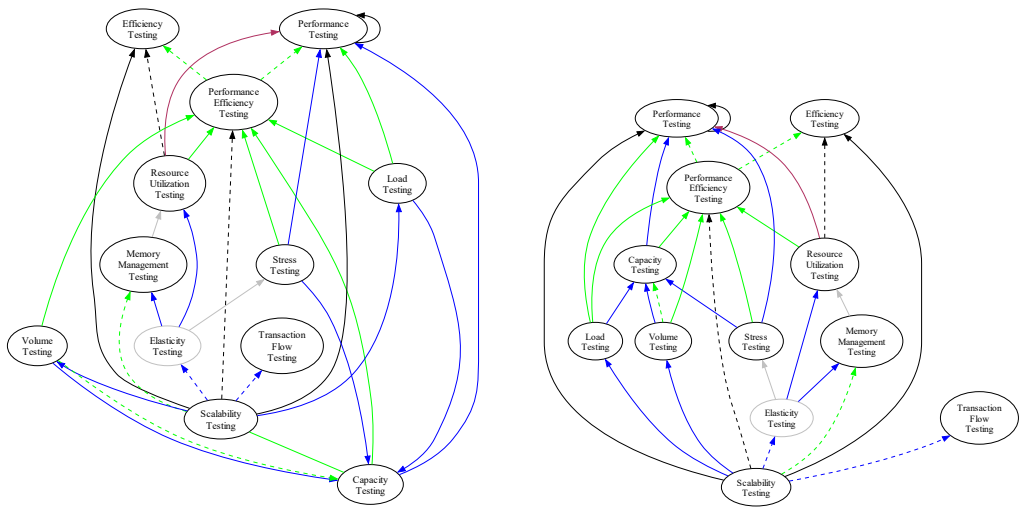 Efficiency
Testing
Performance
Testing
Performance
Efficiency
Testing
Resource
Utilization
Testing
Load
Testing
Memory
Management
Testing
Stress
Testing
Volume
Testing
Elasticity
Testing
Transaction
Flow
Testing
Scalability
Testing
Capacity
Testing
Performance
Testing
Efficiency
Testing
Performance
Efficiency
Testing
Capacity
Testing
Resource
Utilization
Testing
Load
Testing
Volume
Testing
Stress
Testing
Memory
Management
Testing
Elasticity
Testing
Transaction
Flow
Testing
Scalability
Testing